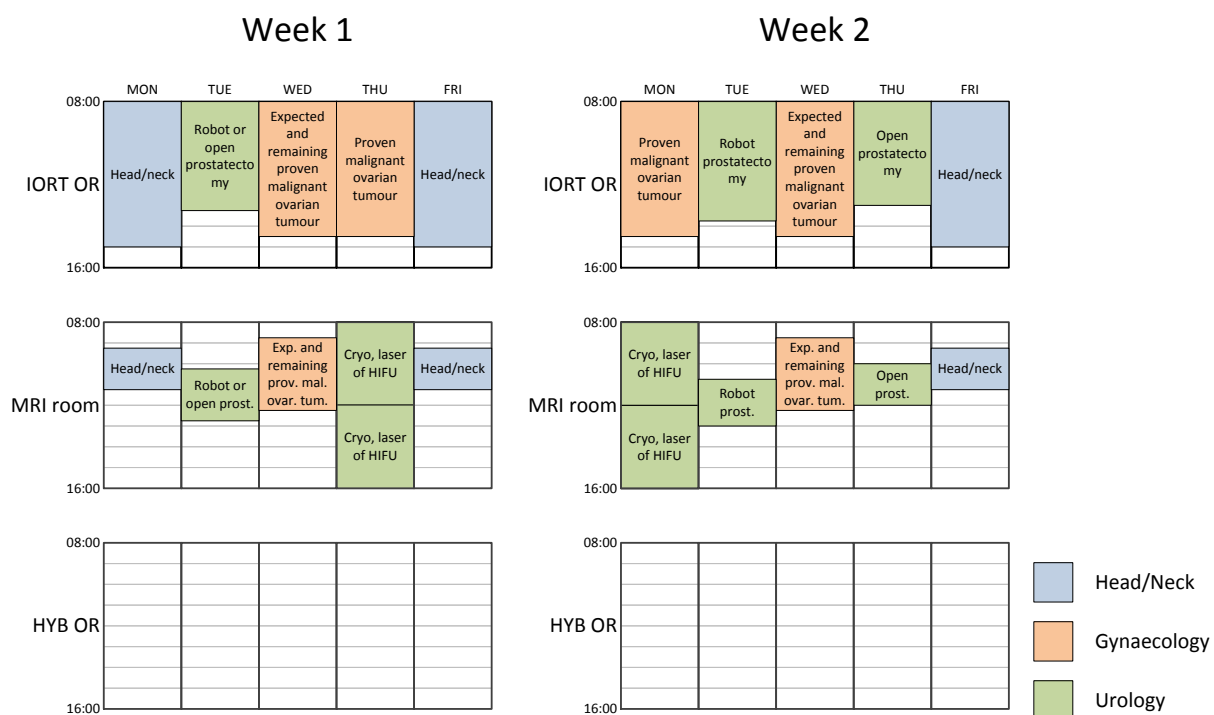 Week 1
Week 2
MON TUE WED THU FRI
MON TUE WED THU FRI
08:00
IORT OR
16:00
Head/neck
Robot or
open
prostatecto
my
Expected
and
remaining
proven
malignant
ovarian
tumour
Proven
malignant
ovarian
tumour
Head/neck
08:00
IORT OR
16:00
Proven
malignant
ovarian
tumour
Robot
prostatecto
my
Expected
and
remaining
proven
malignant
ovarian
tumour
Open
prostatecto
my
Head/neck
08:00
MRI room
16:00
Head/neck
Robot or
open prost.
Exp. and
remaining
prov. mal.
ovar. tum.
Cryo, laser
of HIFU
Cryo, laser
of HIFU
Head/neck
08:00
MRI room
16:00
Cryo, laser
of HIFU
Cryo, laser
of HIFU
Robot
prost.
Exp. and
remaining
prov. mal.
ovar. tum.
Open
prost.
Head/neck
08:00
HYB OR
16:00
08:00
HYB OR
16:00
Head/Neck
Gynaecology
Urology